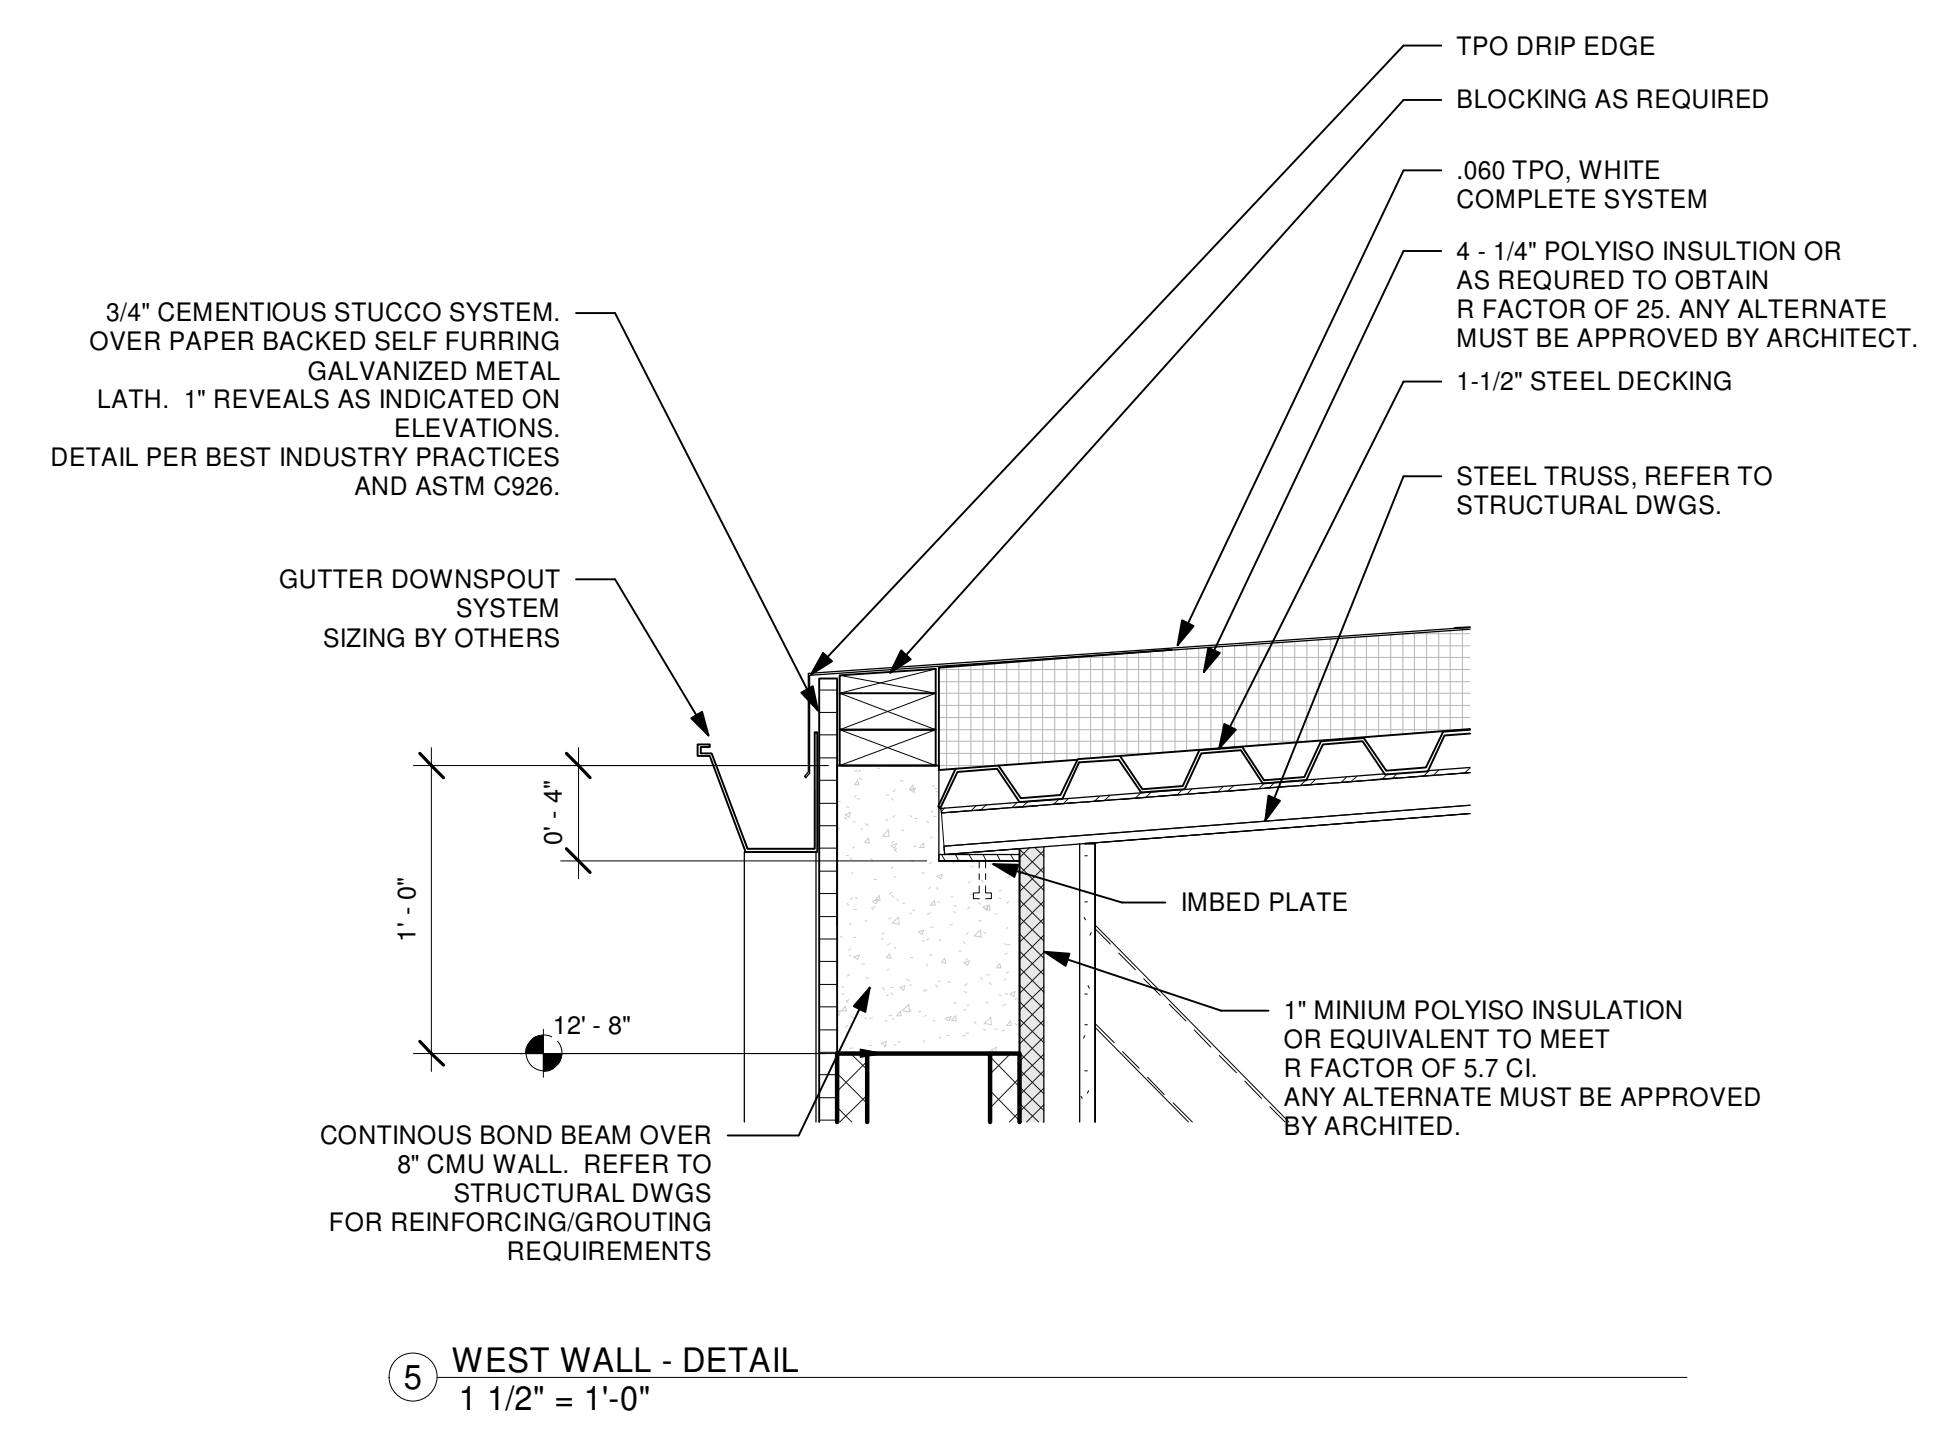 TPO DRIP EDGE
BLOCKING AS REQUIRED
.060 TPO, WHITE
COMPLETE SYSTEM
4 - 1/4" POLYISO INSULTION OR
AS REQURED TO OBTAIN
R FACTOR OF 25. ANY ALTERNATE
MUST BE APPROVED BY ARCHITECT.
1-1/2" STEEL DECKING
STEEL TRUSS, REFER TO
STRUCTURAL DWGS.
3/4" CEMENTIOUS STUCCO SYSTEM.
OVER PAPER BACKED SELF FURRING
GALVANIZED METAL
LATH.  1" REVEALS AS INDICATED ON
ELEVATIONS.
DETAIL PER BEST INDUSTRY PRACTICES
AND ASTM C926.
GUTTER DOWNSPOUT
SYSTEM
SIZING BY OTHERS
0' - 4"
1' - 0"
12' - 8"
IMBED PLATE
1" MINIUM POLYISO INSULATION
OR EQUIVALENT TO MEET
R FACTOR OF 5.7 CI.
ANY ALTERNATE MUST BE APPROVED
BY ARCHITED.
CONTINOUS BOND BEAM OVER
8" CMU WALL.  REFER TO
STRUCTURAL DWGS
FOR REINFORCING/GROUTING
REQUIREMENTS
5
WEST WALL - DETAIL
1 1/2" = 1'-0"